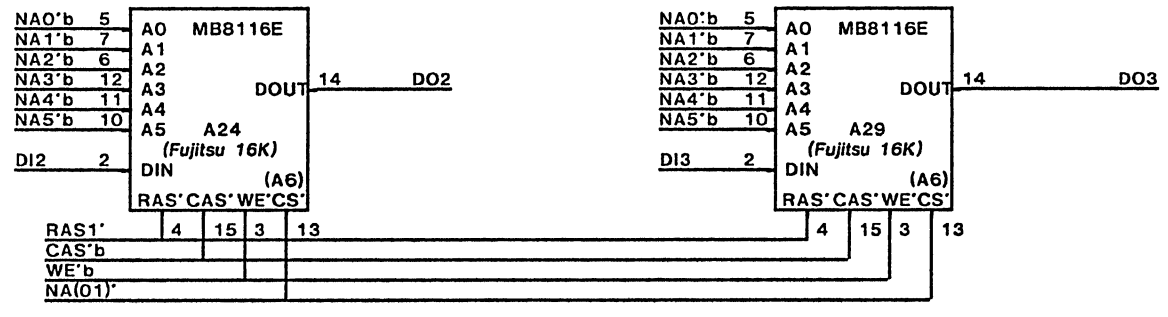 NA0'b 5 A0 MB8116E
NA1'b 7 A1
NA2'b 6 A2
NA3'b 12 A3 DOUT 14 DO2
NA4'b 11 A4
NA5'b 10 A5 A24
(Fujitsu 16K)
DI2 2 DIN
(A6)
RAS' CAS' WE' CS'
4 15 3 13
NA0'b 5 A0 MB8116E
NA1'b 7 A1
NA2'b 6 A2
NA3'b 12 A3 DOUT 14 DO3
NA4'b 11 A4
NA5'b 10 A5 A29
(Fujitsu 16K)
DI3 2 DIN
(A6)
RAS' CAS' WE' CS'
4 15 3 13
RAS1'
CAS'b
WE'b
NA(01)'